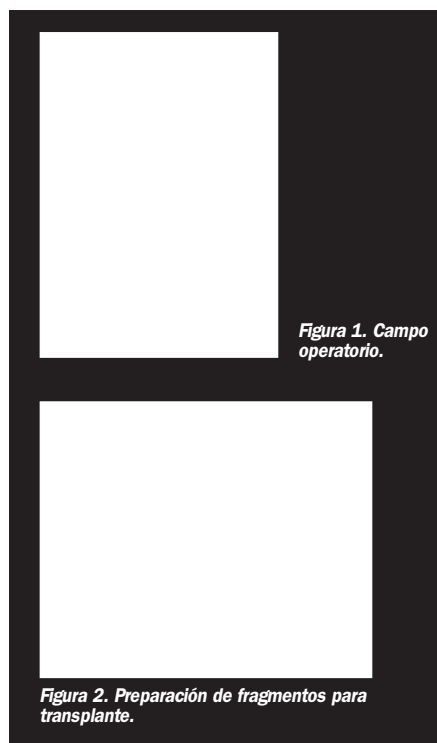 Figura 1. Campo
operatorio.
Figura 2. Preparación de fragmentos para
transplante.